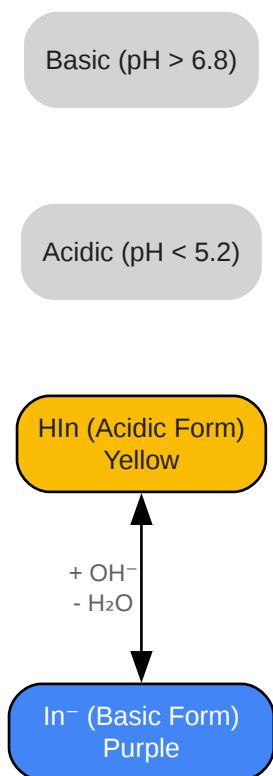 Basic (pH > 6.8)
Acidic (pH < 5.2)
HIn (Acidic Form)
Yellow
+ OH⁻
- H₂O
In⁻ (Basic Form)
Purple